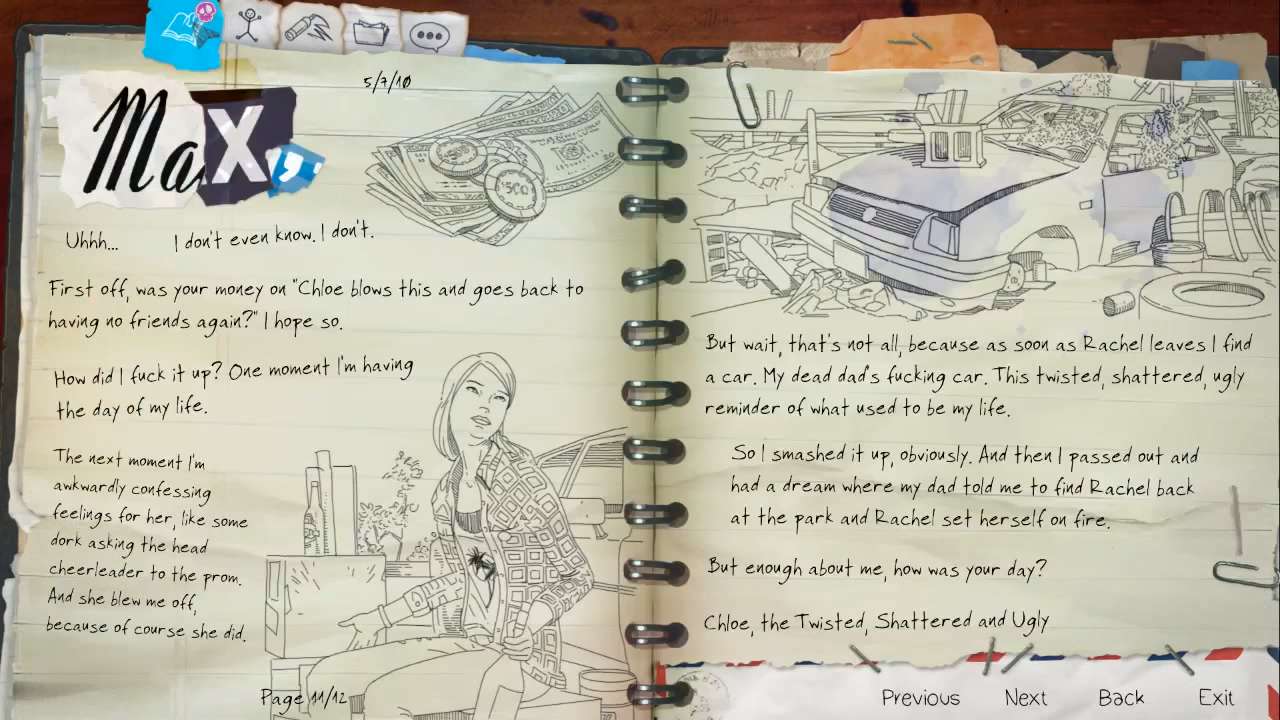 5/7/10
Max,
Uhhh... I don't even know. I don't.
First off, was your money on "Chloe blows this and goes back to
having no friends again?" I hope so.
How did I fuck it up? One moment I'm having
the day of my life.
The next moment I'm
awkwardly confessing
feelings for her, like some
dork asking the head
cheerleader to the prom.
And she blew me off,
because of course she did.
Page 11/12
But wait, that's not all, because as soon as Rachel leaves I find
a car. My dead dad's fucking car. This twisted, shattered, ugly
reminder of what used to be my life.
So I smashed it up, obviously. And then I passed out and
had a dream where my dad told me to find Rachel back
at the park and Rachel set herself on fire.
But enough about me, how was your day?
Chloe, the Twisted, Shattered and Ugly
Previous Next Back Exit